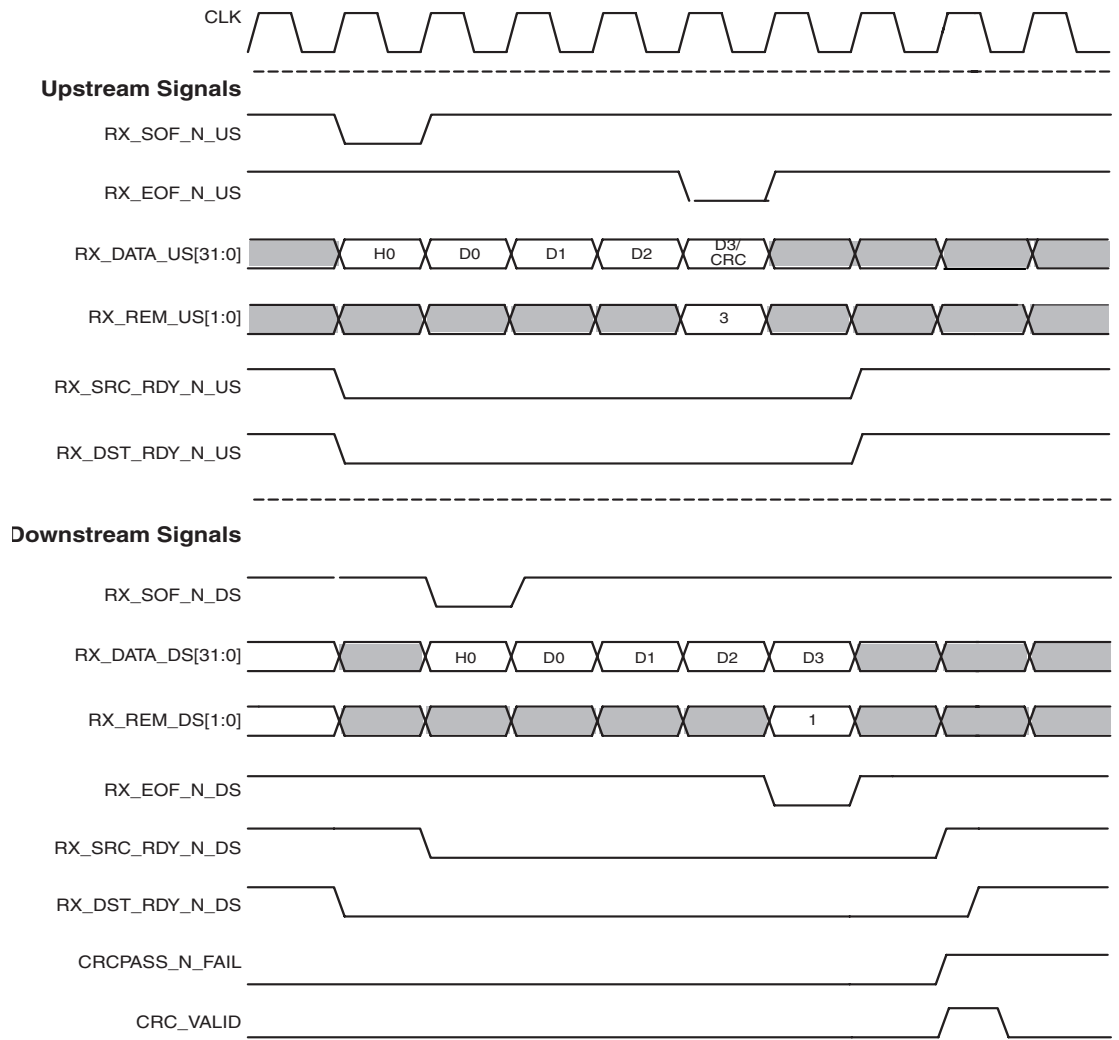 CLK
Upstream Signals
RX_SOF_N_US
RX_EOF_N_US
RX_DATA_US[31:0] H0 D0 D1 D2 D3/
CRC
RX_REM_US[1:0] 3
RX_SRC_RDY_N_US
RX_DST_RDY_N_US
Downstream Signals
RX_SOF_N_DS
RX_DATA_DS[31:0] H0 D0 D1 D2 D3
RX_REM_DS[1:0] 1
RX_EOF_N_DS
RX_SRC_RDY_N_DS
RX_DST_RDY_N_DS
CRCPASS_N_FAIL
CRC_VALID